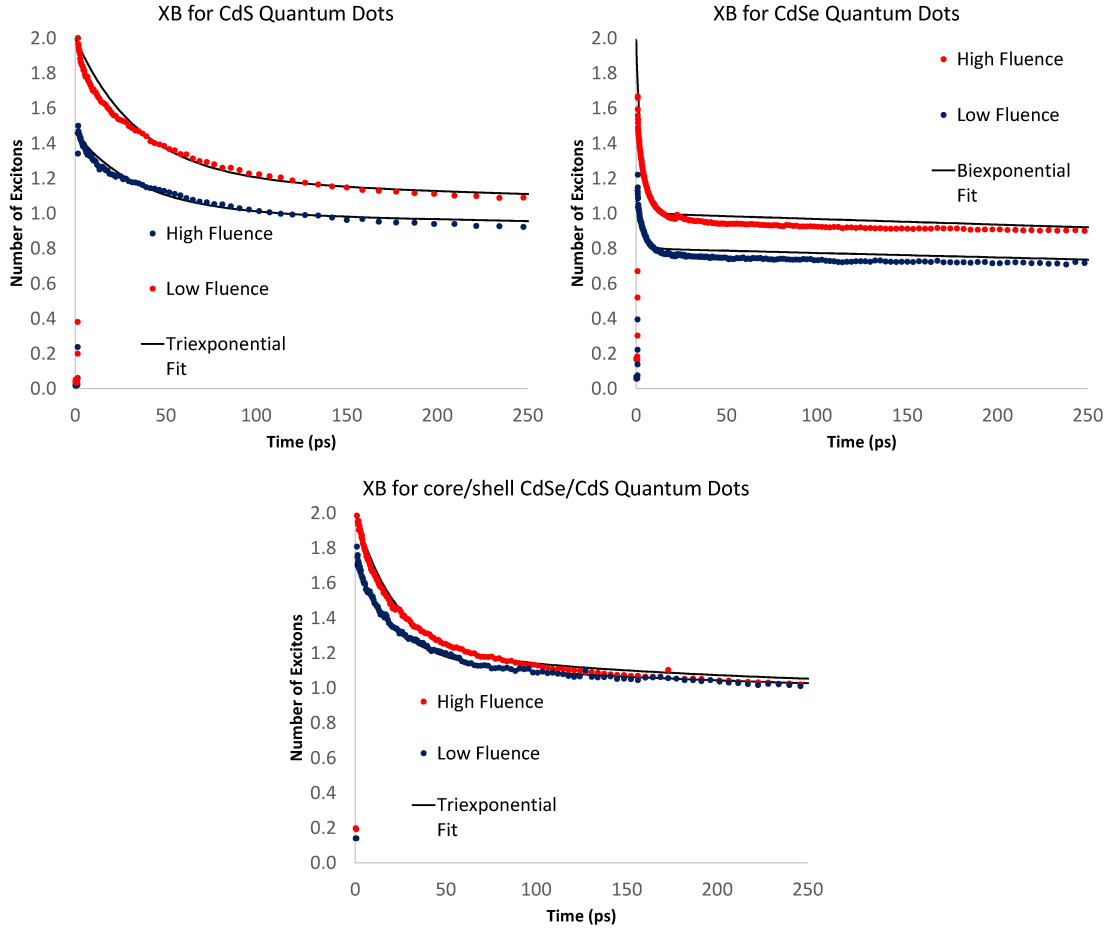 XB for CdS Quantum Dots
Number of Excitons
2.0
1.8
1.6
1.4
1.2
1.0
0.8
0.6
0.4
0.2
0.0
High Fluence
Low Fluence
Triexponential
Fit
0 50 100 150 200 250
Time (ps)
XB for CdSe Quantum Dots
Number of Excitons
2.0
1.8
1.6
1.4
1.2
1.0
0.8
0.6
0.4
0.2
0.0
High Fluence
Low Fluence
Biexponential
Fit
0 50 100 150 200 250
Time (ps)
XB for core/shell CdSe/CdS Quantum Dots
Number of Excitons
2.0
1.8
1.6
1.4
1.2
1.0
0.8
0.6
0.4
0.2
0.0
High Fluence
Low Fluence
Triexponential
Fit
0 50 100 150 200 250
Time (ps)